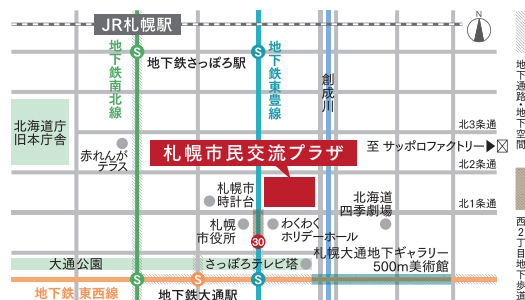 N
JR札幌駅
S
S
地下鉄さっぽろ駅
地下鉄南北線
地下鉄東豊線
創成川
地下通路・地下空間
北海道庁
旧本庁舎
赤れんが
テラス
北3条通
札幌市民交流プラザ
至 サッポロファクトリー
北2条通
札幌市
時計台
北海道
四季劇場
北1条通
札幌
市役所
わくわく
ホリデーホール
30
西2丁目地下歩道
大通公園
さっぽろテレビ塔
札幌大通地下ギャラリー
500m美術館
S
S
S
地下鉄 東西線
地下鉄大通駅